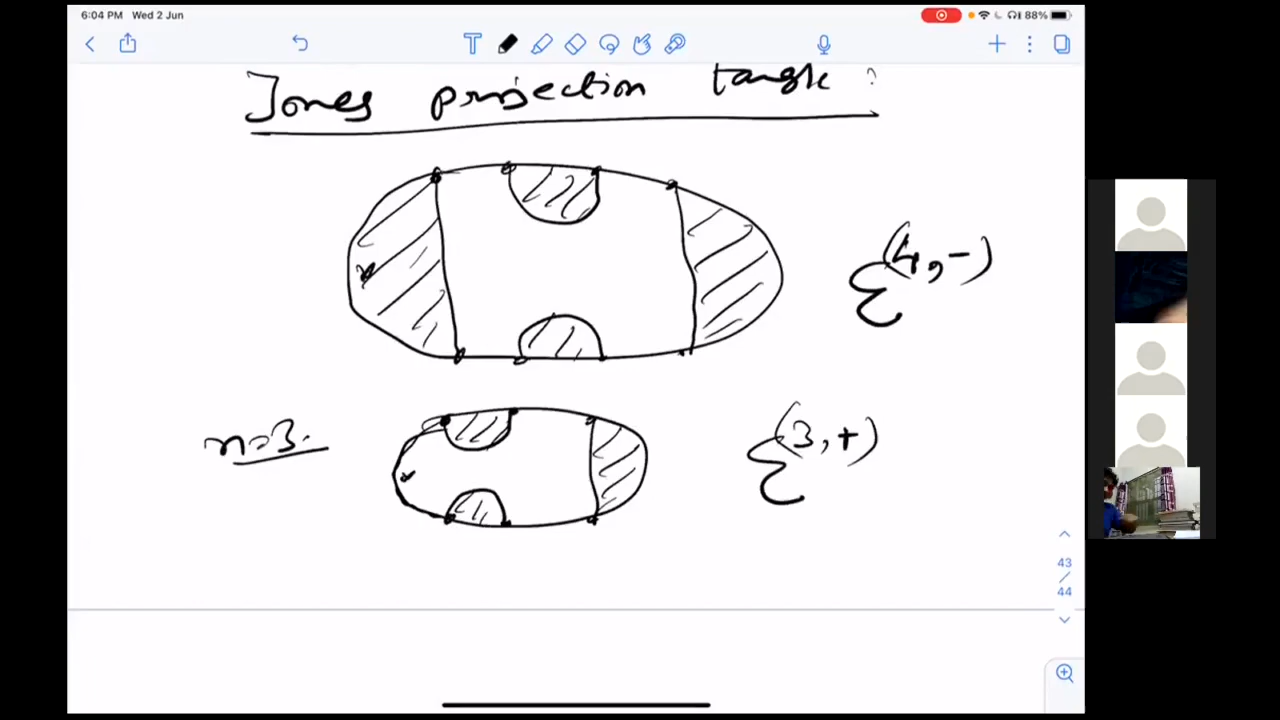 6:04 PM Wed 2 Jun
88%
Jones projection tangle :
ℰ^(4,-)
n=3.
ℰ^(3,+)
43
/
44